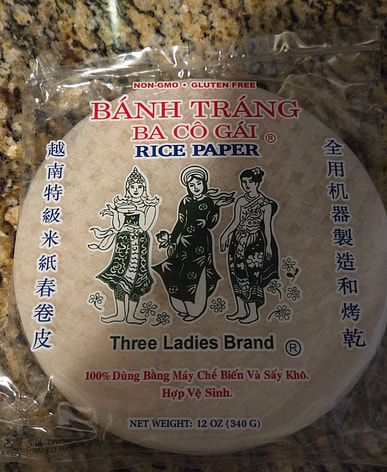 NON-GMO • GLUTEN FREE
BÁNH TRÁNG
BA CÔ GÁI ®
RICE PAPER
越南特級米紙春卷皮
全用机器製造和烤乾
Three Ladies Brand ®
100% Dùng Bằng Máy Chế Biến Và Sấy Khô.
Hợp Vệ Sinh.
NET WEIGHT: 12 OZ (340 G)